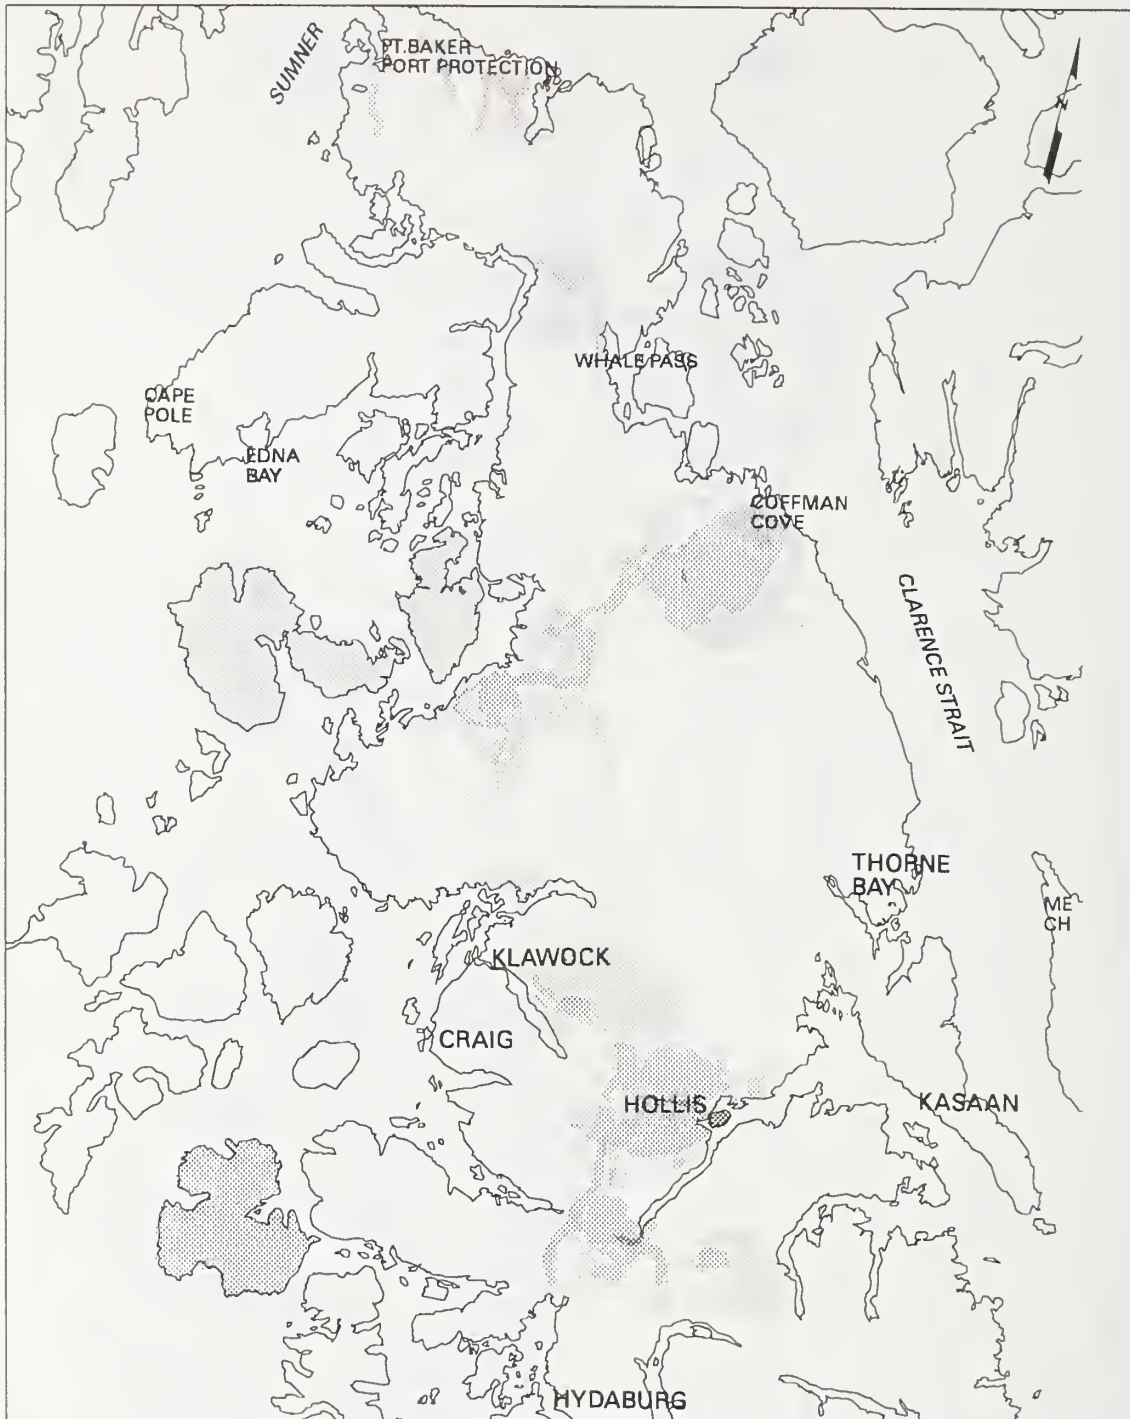 SUMNER
PT. BAKER
PORT PROTECTION
N
WHALE PASS
CAPE
POLE
EDNA
BAY
COFFMAN
COVE
CLARENCE STRAIT
THORNE
BAY
ME
CH
KLAWOCK
CRAIG
HOLLIS
KASAAN
HYDABURG